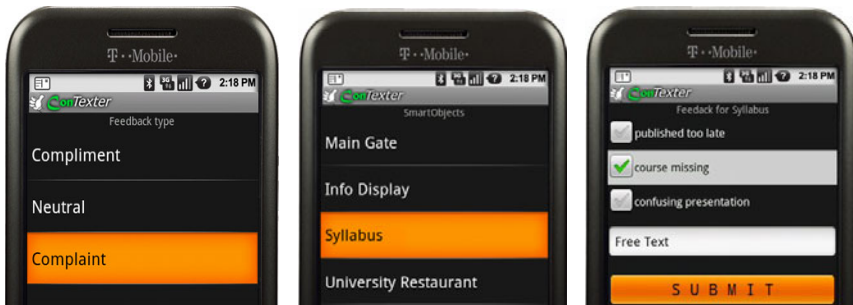 T··Mobile·
2:18 PM
ConTexter
Feedback type
Compliment
Neutral
Complaint
T··Mobile·
2:18 PM
ConTexter
SmartObjects
Main Gate
Info Display
Syllabus
University Restaurant
T··Mobile·
2:18 PM
ConTexter
Feedack for Syllabus
published too late
course missing
confusing presentation
Free Text
SUBMIT